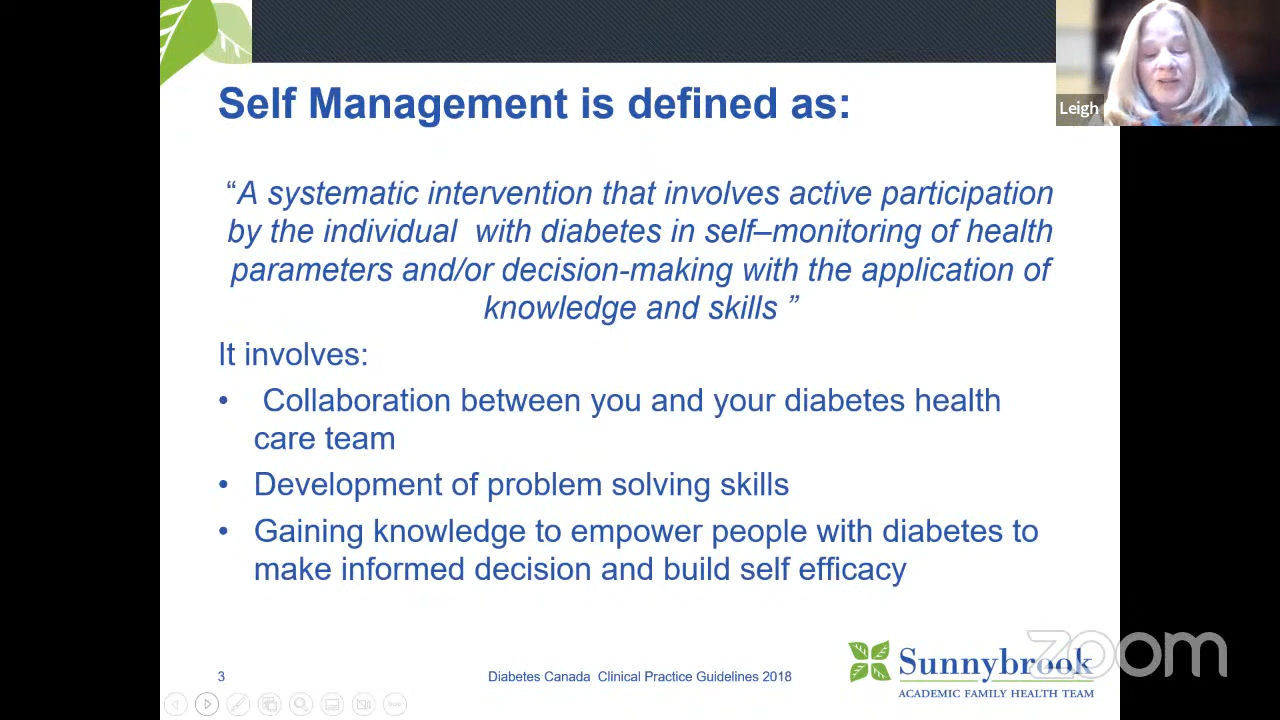 Self Management is defined as:
“A systematic intervention that involves active participation
by the individual with diabetes in self–monitoring of health
parameters and/or decision-making with the application of
knowledge and skills ”
It involves:
• Collaboration between you and your diabetes health
care team
• Development of problem solving skills
• Gaining knowledge to empower people with diabetes to
make informed decision and build self efficacy
3
Diabetes Canada Clinical Practice Guidelines 2018
Sunnybrook
ACADEMIC FAMILY HEALTH TEAM
zoom
Leigh